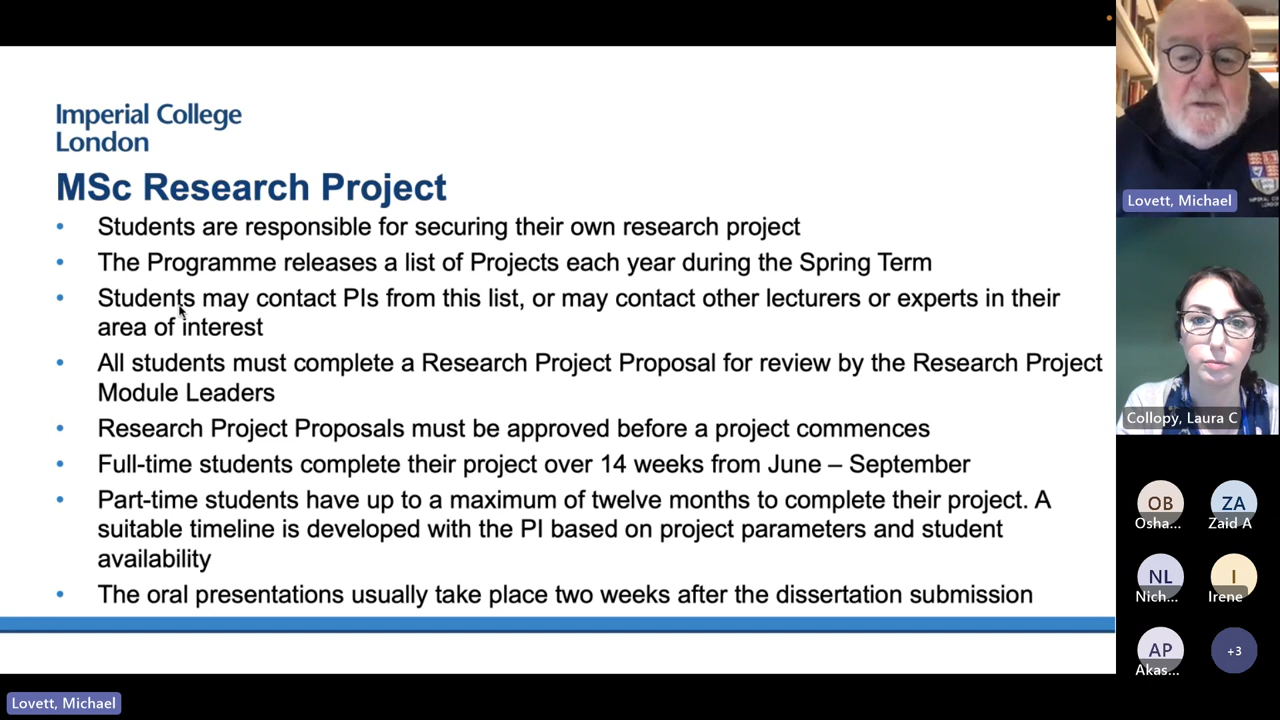 Imperial College
London
MSc Research Project
• Students are responsible for securing their own research project
• The Programme releases a list of Projects each year during the Spring Term
• Students may contact PIs from this list, or may contact other lecturers or experts in their
area of interest
• All students must complete a Research Project Proposal for review by the Research Project
Module Leaders
• Research Project Proposals must be approved before a project commences
• Full-time students complete their project over 14 weeks from June – September
• Part-time students have up to a maximum of twelve months to complete their project. A
suitable timeline is developed with the PI based on project parameters and student
availability
• The oral presentations usually take place two weeks after the dissertation submission
Lovett, Michael
Collopy, Laura C
OB
Osha...
ZA
Zaid A
NL
Nich...
I
Irene
AP
Akas...
+3
Lovett, Michael